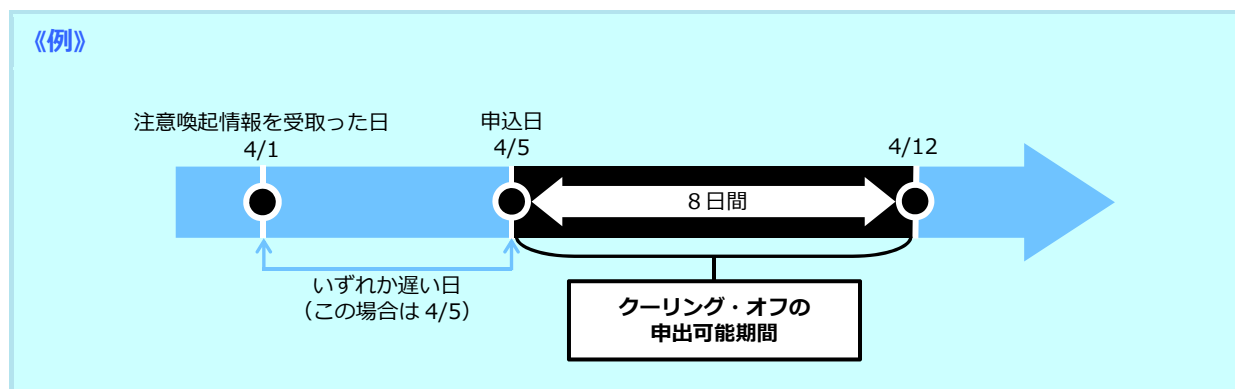 《例》
注意喚起情報を受取った日
4/1
申込日
4/5
4/12
8日間
いずれか遅い日
（この場合は 4/5）
クーリング・オフの
申出可能期間